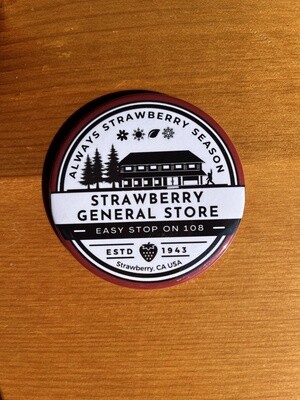 ALWAYS STRAWBERRY SEASON
STRAWBERRY
GENERAL STORE
EASY STOP ON 108
ESTD 1943
Strawberry, CA USA